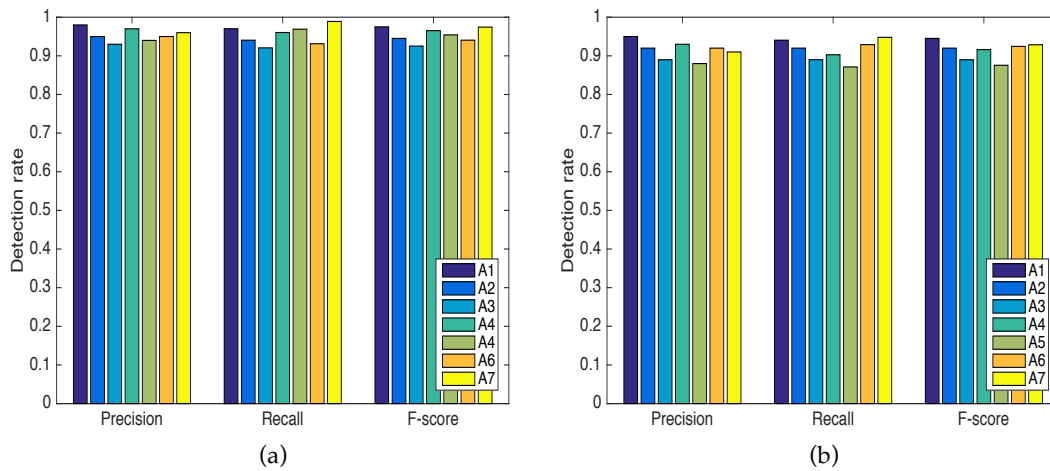 Detection rate
1
0.9
0.8
0.7
0.6
0.5
0.4
0.3
0.2
0.1
0
Precision
Recall
F-score
A1
A2
A3
A4
A4
A6
A7
(a)
Detection rate
1
0.9
0.8
0.7
0.6
0.5
0.4
0.3
0.2
0.1
0
Precision
Recall
F-score
A1
A2
A3
A4
A5
A6
A7
(b)